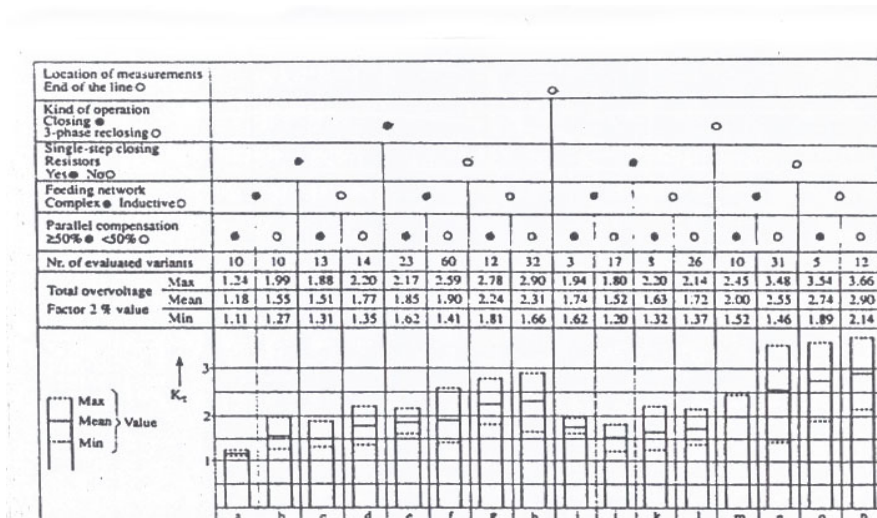 Location of measurements
End of the line
Kind of operation
Closing
3-phase reclosing
Single-step closing
Resistors
Yes No
Feeding network
Complex Inductive
Parallel compensation
≥50% <50%
Nr. of evaluated variants 10 10 13 14 23 60 12 32 3 17 8 26 10 31 5 12
Total overvoltage
Factor 2 % value
Max 1.24 1.99 1.88 2.20 2.17 2.59 2.78 2.90 1.94 1.80 2.20 2.14 2.45 3.48 3.54 3.66
Mean 1.18 1.55 1.51 1.77 1.85 1.90 2.24 2.31 1.74 1.52 1.63 1.72 2.00 2.55 2.74 2.90
Min 1.11 1.27 1.31 1.35 1.62 1.41 1.81 1.66 1.62 1.20 1.32 1.37 1.52 1.46 1.89 2.14
3
2
1
Max
Mean
Min
Value